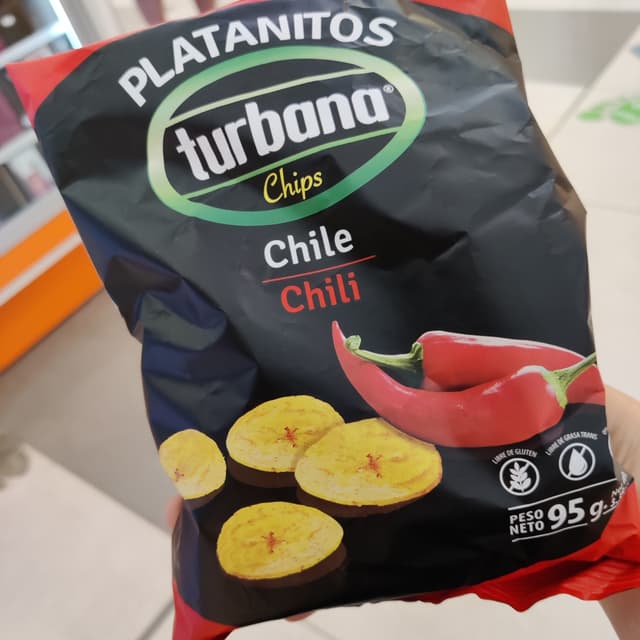 PLATANITOS
turbana®
Chips
Chile
Chili
LIBRE DE GLUTEN
LIBRE DE GRASA TRANS
PESO
NETO 95 g.